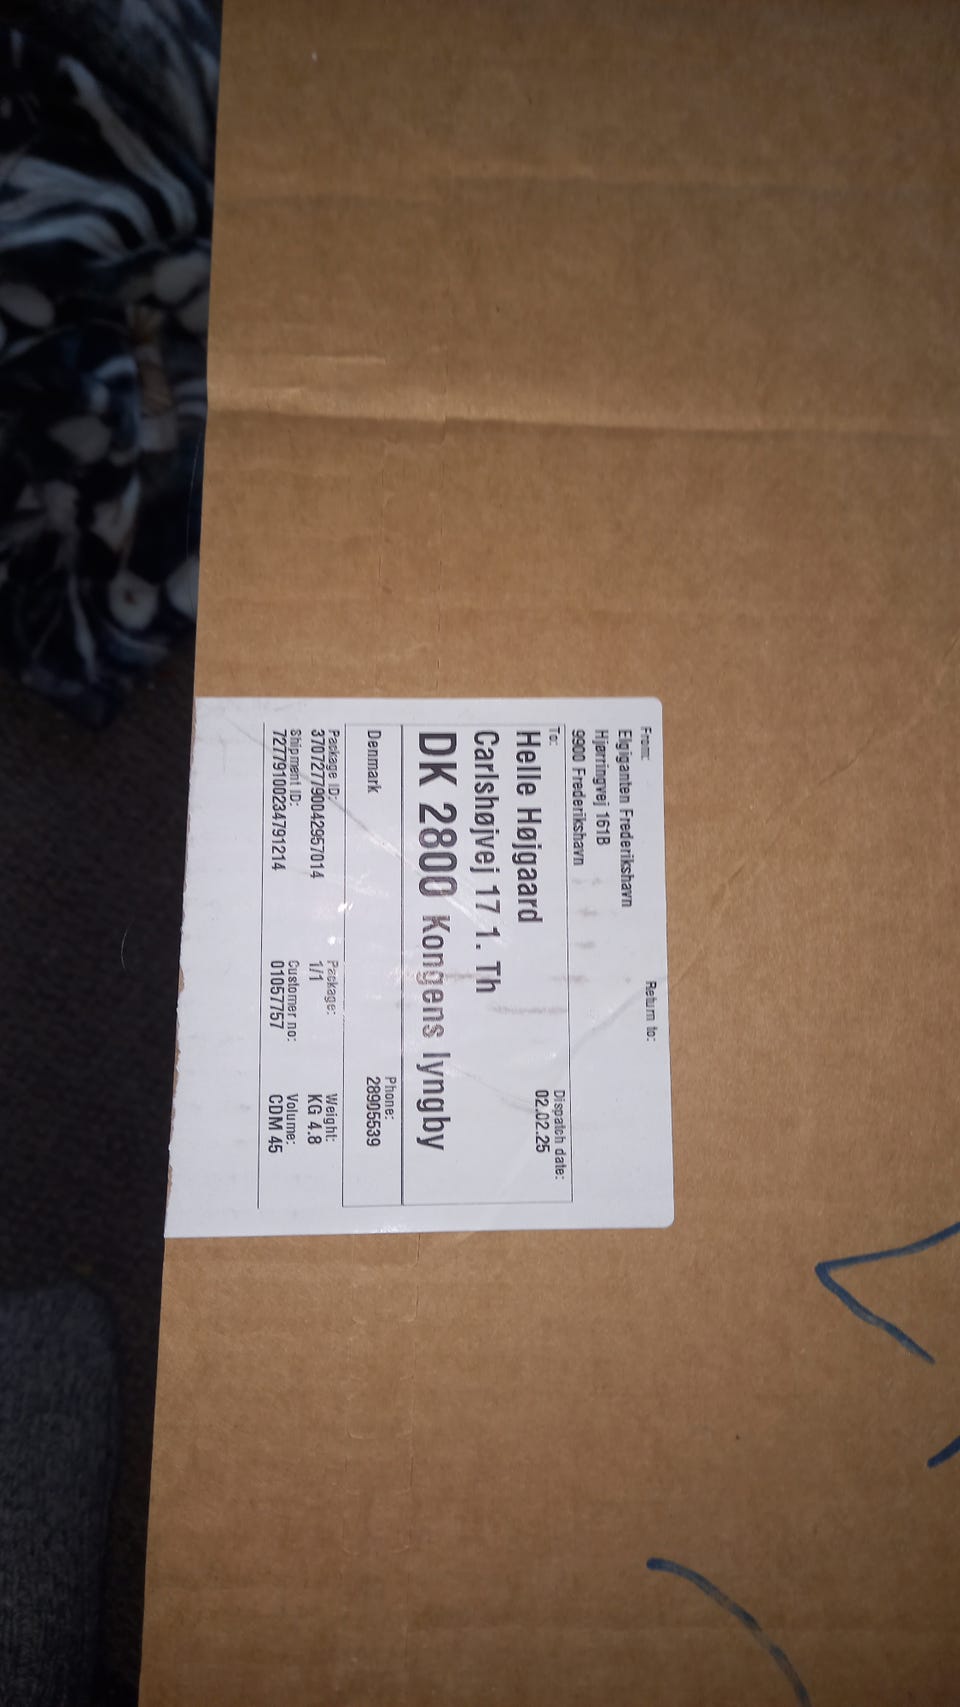 From:
Return to:
Elgiganten Frederikshavn
Hjørringvej 161B
9900 Frederikshavn
To:
Dispatch date:
02.02.25
Helle Højgaard
Carlshøjvej 17 1. Th
DK 2800 Kongens lyngby
Denmark
Phone:
28905539
Package ID:
Package:
Weight:
370727790042957014
1/1
KG 4.8
Shipment ID:
Customer no:
Volume:
72779100234791214
01057757
CDM 45